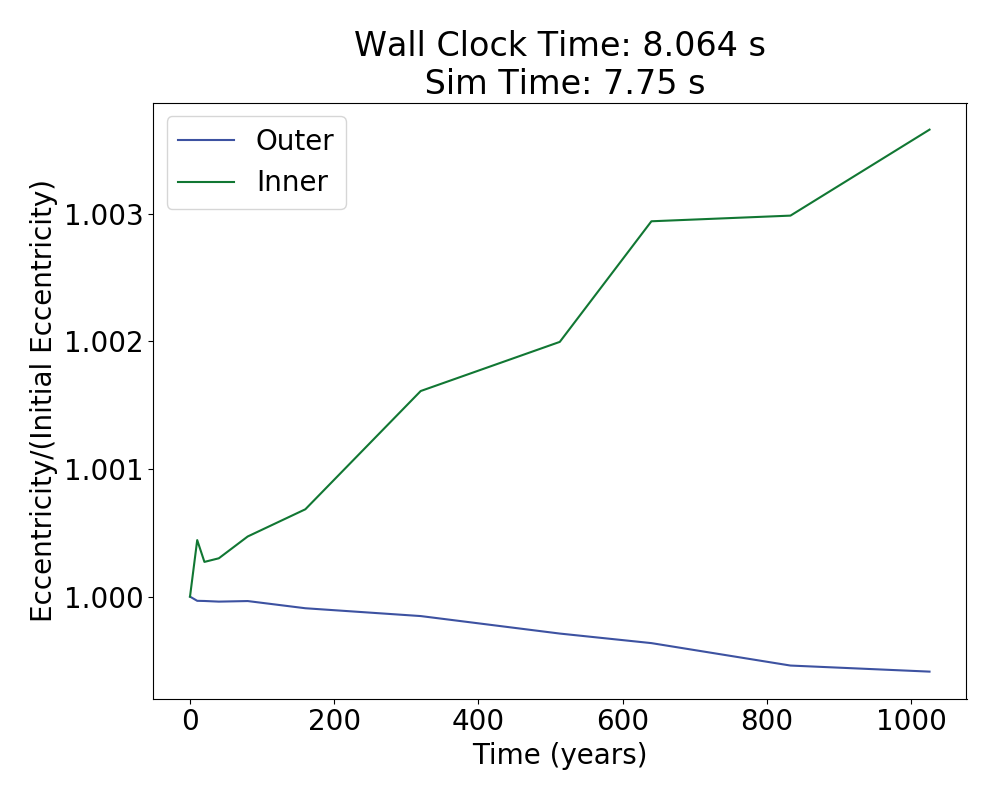 Wall Clock Time: 8.064 s
Sim Time: 7.75 s
Outer
Inner
Eccentricity/(Initial Eccentricity)
1.003
1.002
1.001
1.000
0 200 400 600 800 1000
Time (years)